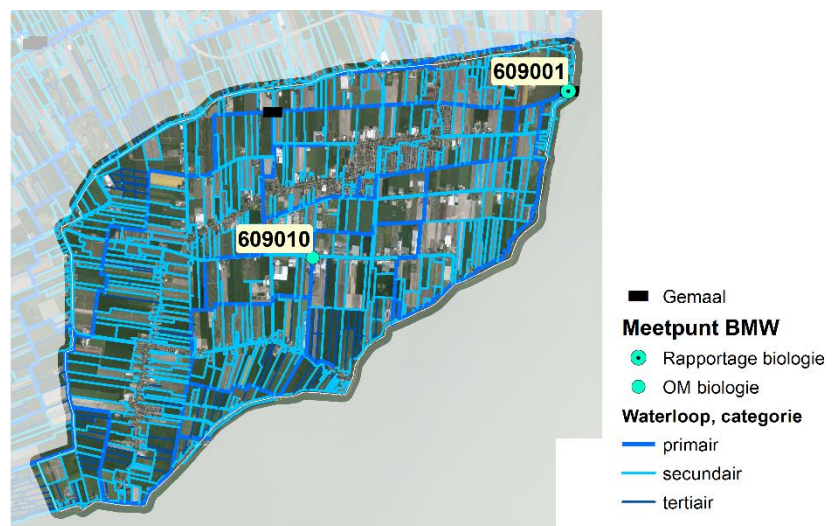 609001
609010
Gemaal
Meetpunt BMW
Rapportage biologie
OM biologie
Waterloop, categorie
primair
secundair
tertiair